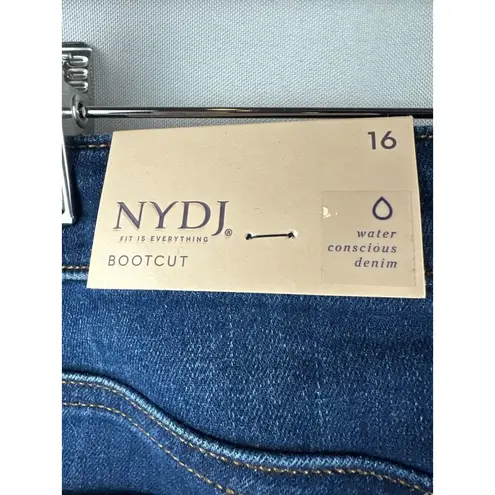 16
NYDJ®
FIT IS EVERYTHING
BOOTCUT
water
conscious
denim